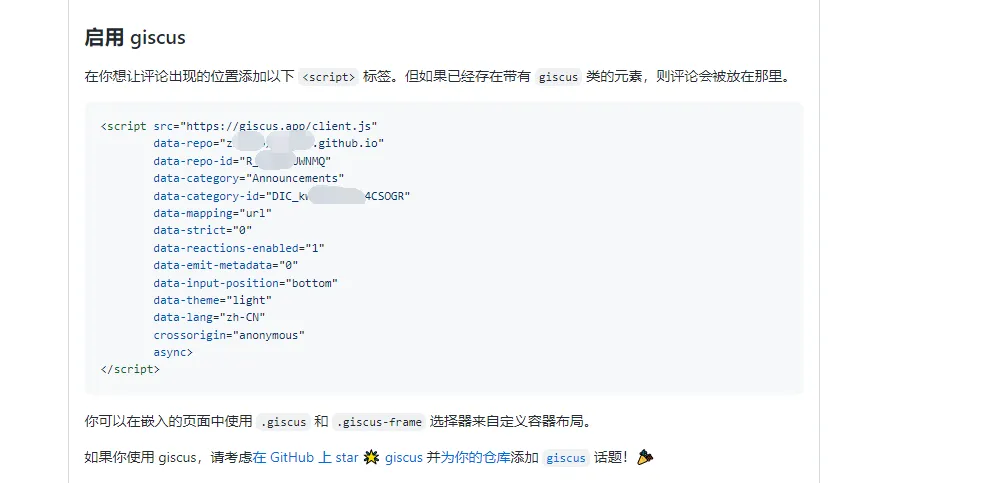 启用 giscus
在你想让评论出现的位置添加以下 <script> 标签。但如果已经存在带有 giscus 类的元素，则评论会被放在那里。
<script src="https://giscus.app/client.js"
data-repo="z .github.io"
data-repo-id="R_ JWNMQ"
data-category="Announcements"
data-category-id="DIC_kw 4CSOGR"
data-mapping="url"
data-strict="0"
data-reactions-enabled="1"
data-emit-metadata="0"
data-input-position="bottom"
data-theme="light"
data-lang="zh-CN"
crossorigin="anonymous"
async>
</script>
你可以在嵌入的页面中使用 .giscus 和 .giscus-frame 选择器来自定义容器布局。
如果你使用 giscus，请考虑在 GitHub 上 star 🌟 giscus 并为你的仓库添加 giscus 话题！🎉